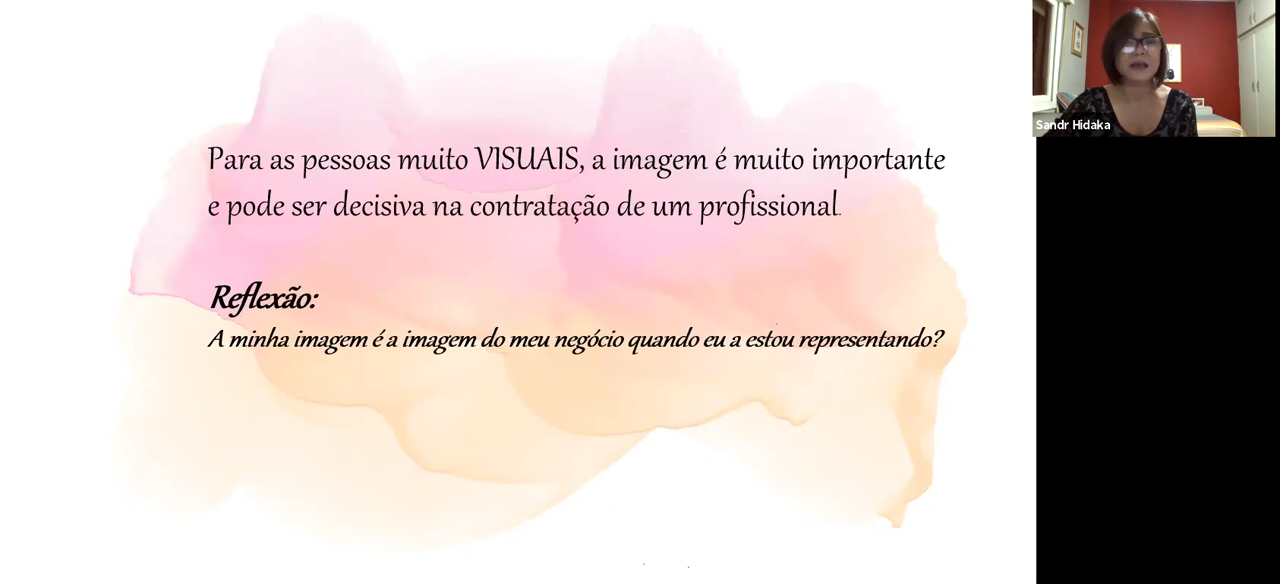 Para as pessoas muito VISUAIS, a imagem é muito importante
e pode ser decisiva na contratação de um profissional.
Reflexão:
A minha imagem é a imagem do meu negócio quando eu a estou representando?
Sandr Hidaka